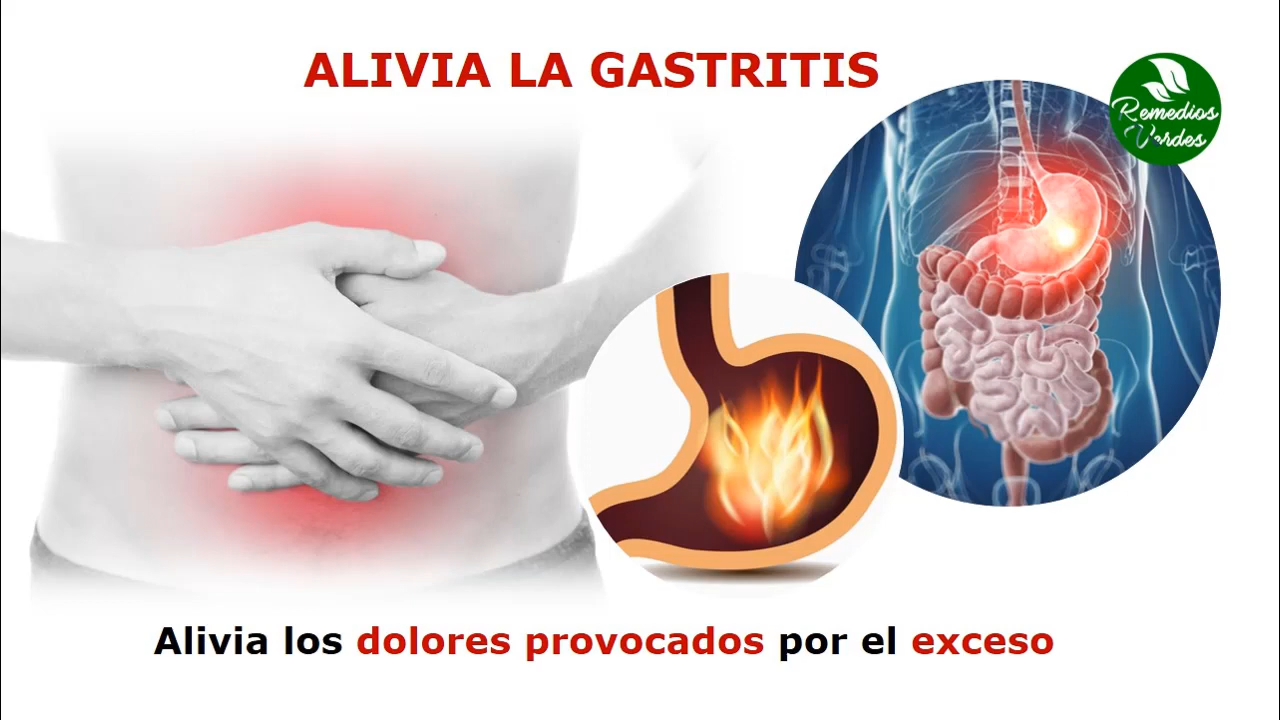 ALIVIA LA GASTRITIS
Remedios
Verdes
Alivia los dolores provocados por el exceso